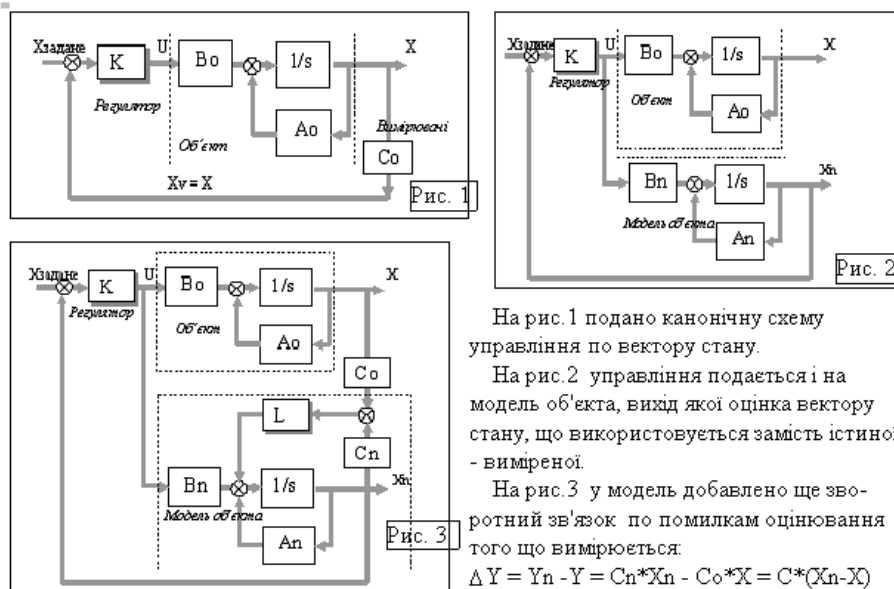 Xзадане
K
U
Bo
1/s
X
Регулятор
Ao
Об'єкт
Вимірювані
Co
Xv = X
Рис. 1
Xзадане
K
U
Bo
1/s
X
Регулятор
Об'єкт
Ao
Bn
1/s
Xn
Модель об'єкта
An
Рис. 2
Xзадане
K
U
Bo
1/s
X
Регулятор
Об'єкт
Ao
Co
L
Cn
Bn
1/s
Xn
Модель об'єкта
An
Рис. 3
На рис.1 подано канонічну схему
управління по вектору стану.
На рис.2 управління подається і на
модель об'єкта, вихід якої оцінка вектору
стану, що використовується замість істиної
- виміреної.
На рис.3 у модель добавлено ще зво-
ротний зв'язок по помилкам оцінювання
того що вимірюється:
Δ Y = Yn -Y = Cn*Xn - Co*X = C*(Xn-X)